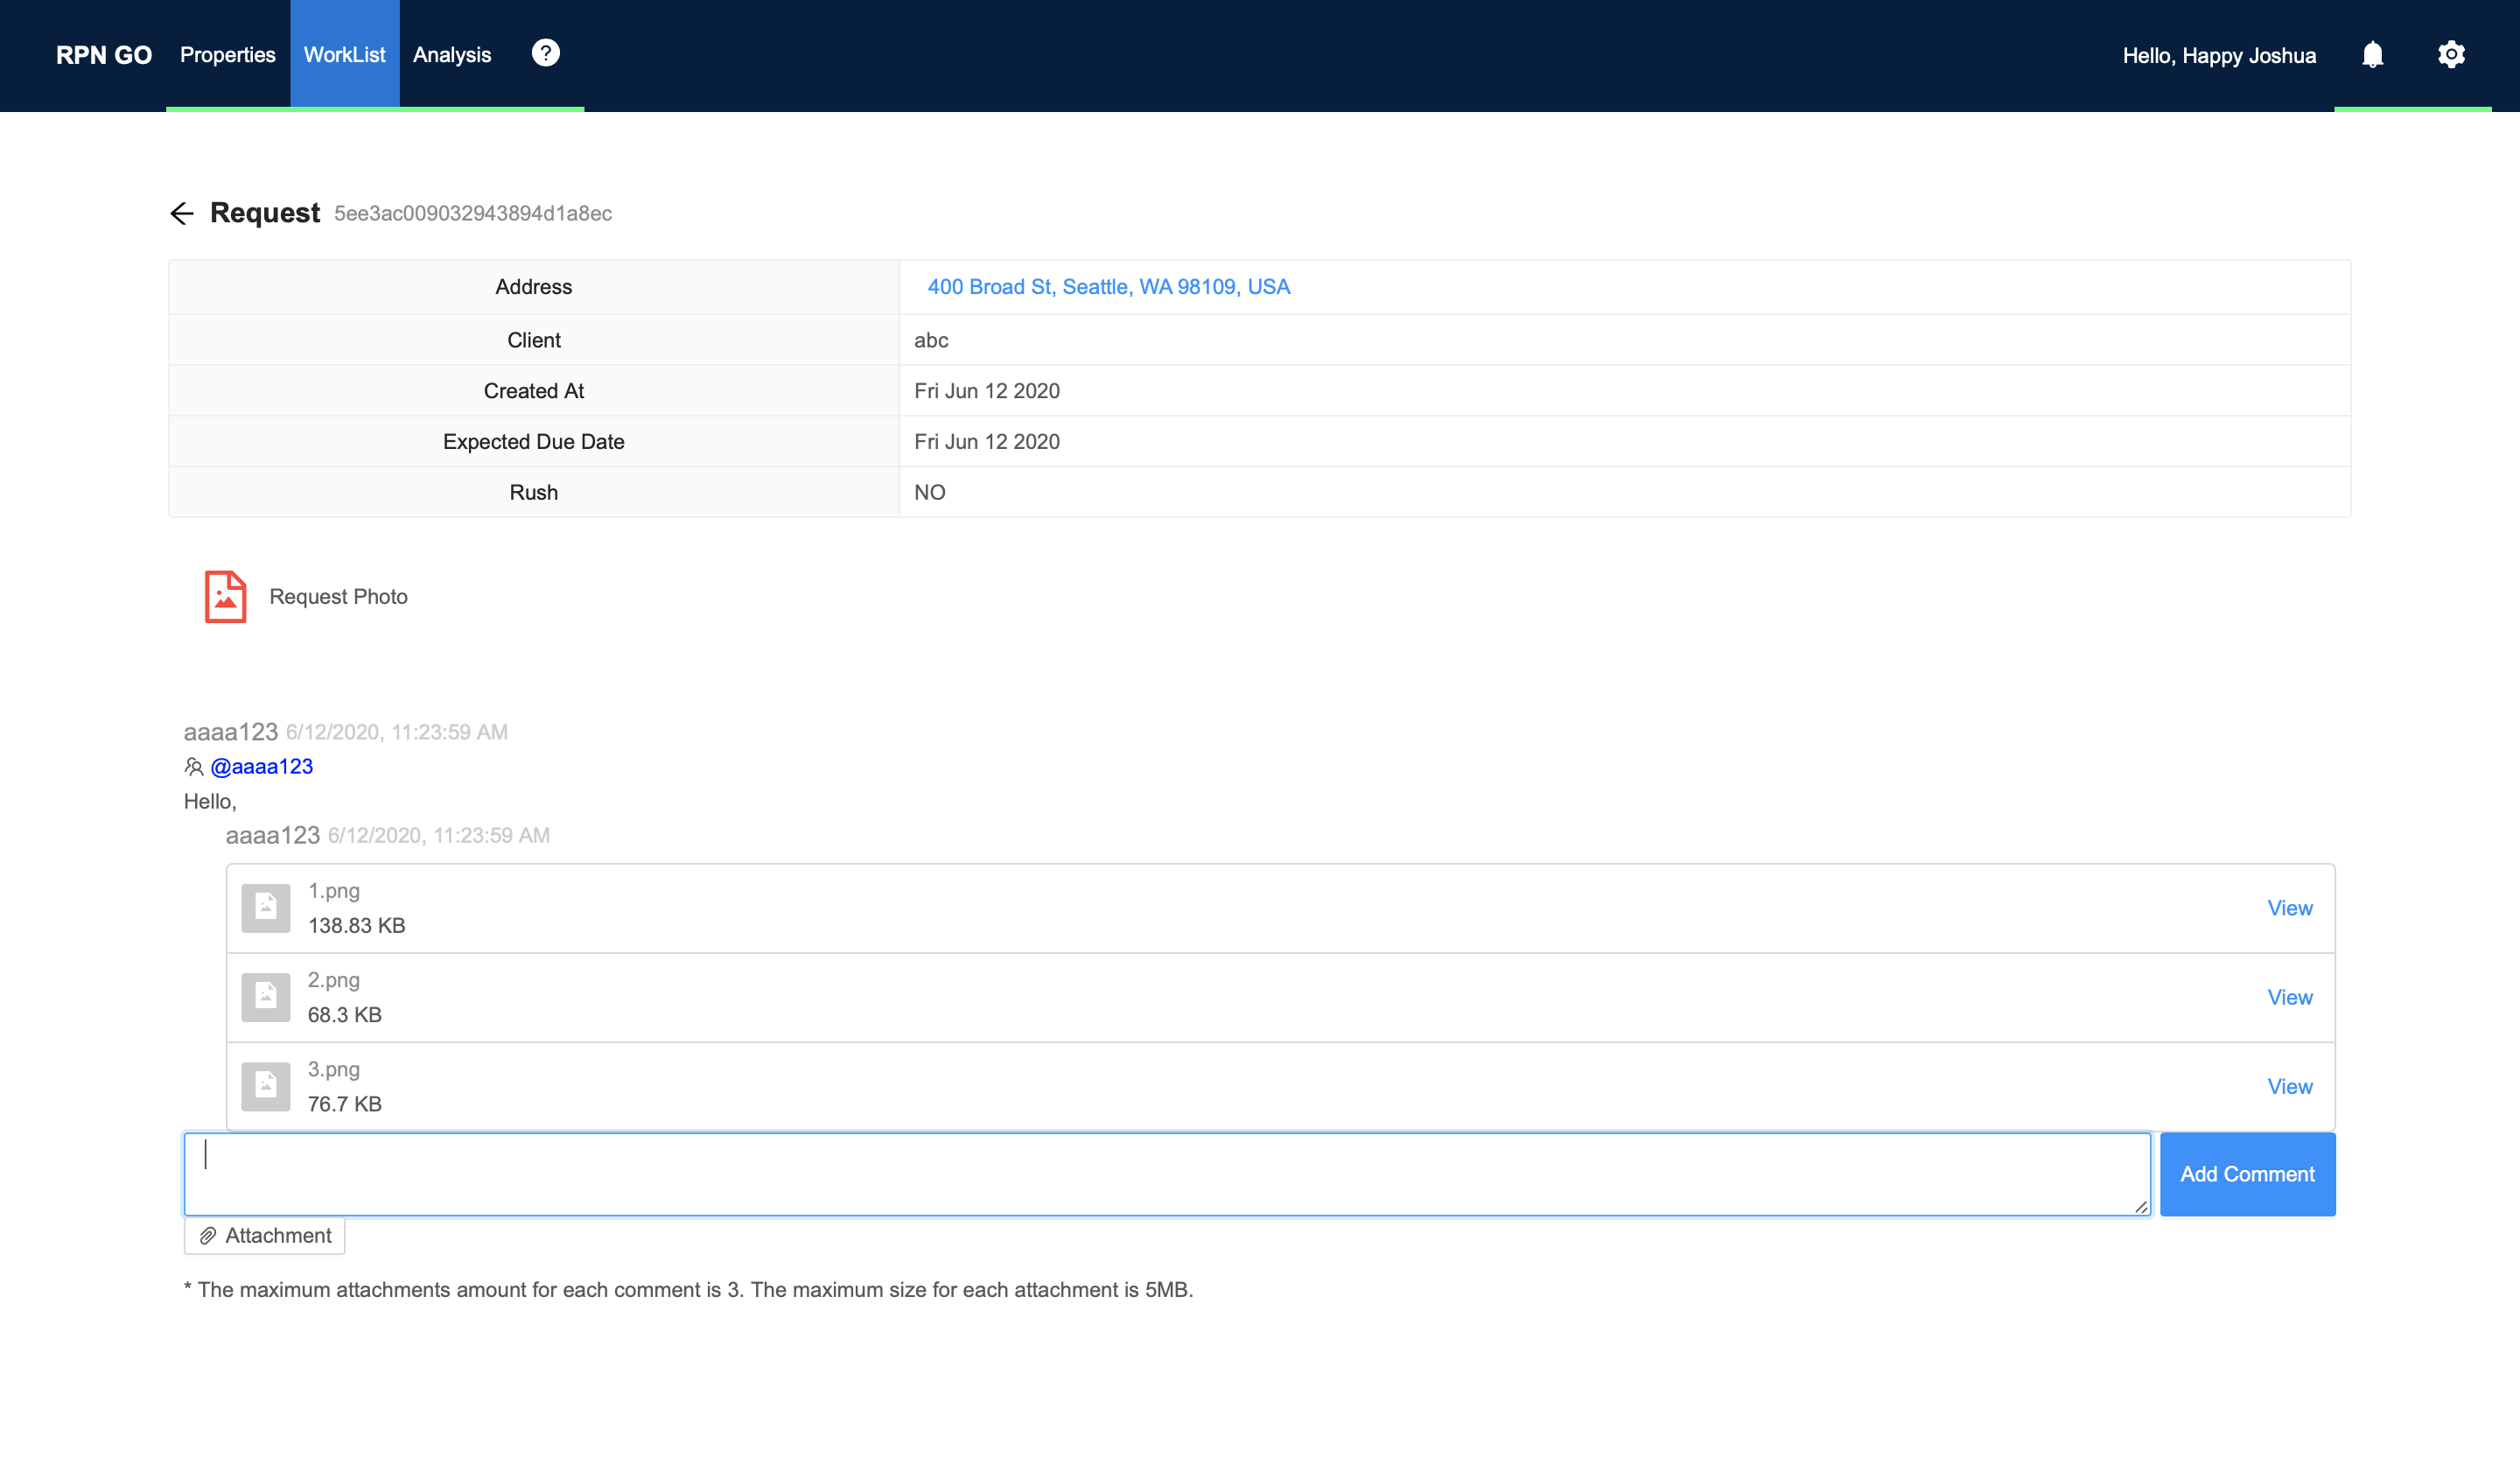 RPN GO Properties WorkList Analysis ? Hello, Happy Joshua
Request 5ee3ac009032943894d1a8ec
Address 400 Broad St, Seattle, WA 98109, USA
Client abc
Created At Fri Jun 12 2020
Expected Due Date Fri Jun 12 2020
Rush NO
Request Photo
aaaa123 6/12/2020, 11:23:59 AM
@aaaa123
Hello,
aaaa123 6/12/2020, 11:23:59 AM
1.png
138.83 KB
View
2.png
68.3 KB
View
3.png
76.7 KB
View
Add Comment
Attachment
* The maximum attachments amount for each comment is 3. The maximum size for each attachment is 5MB.